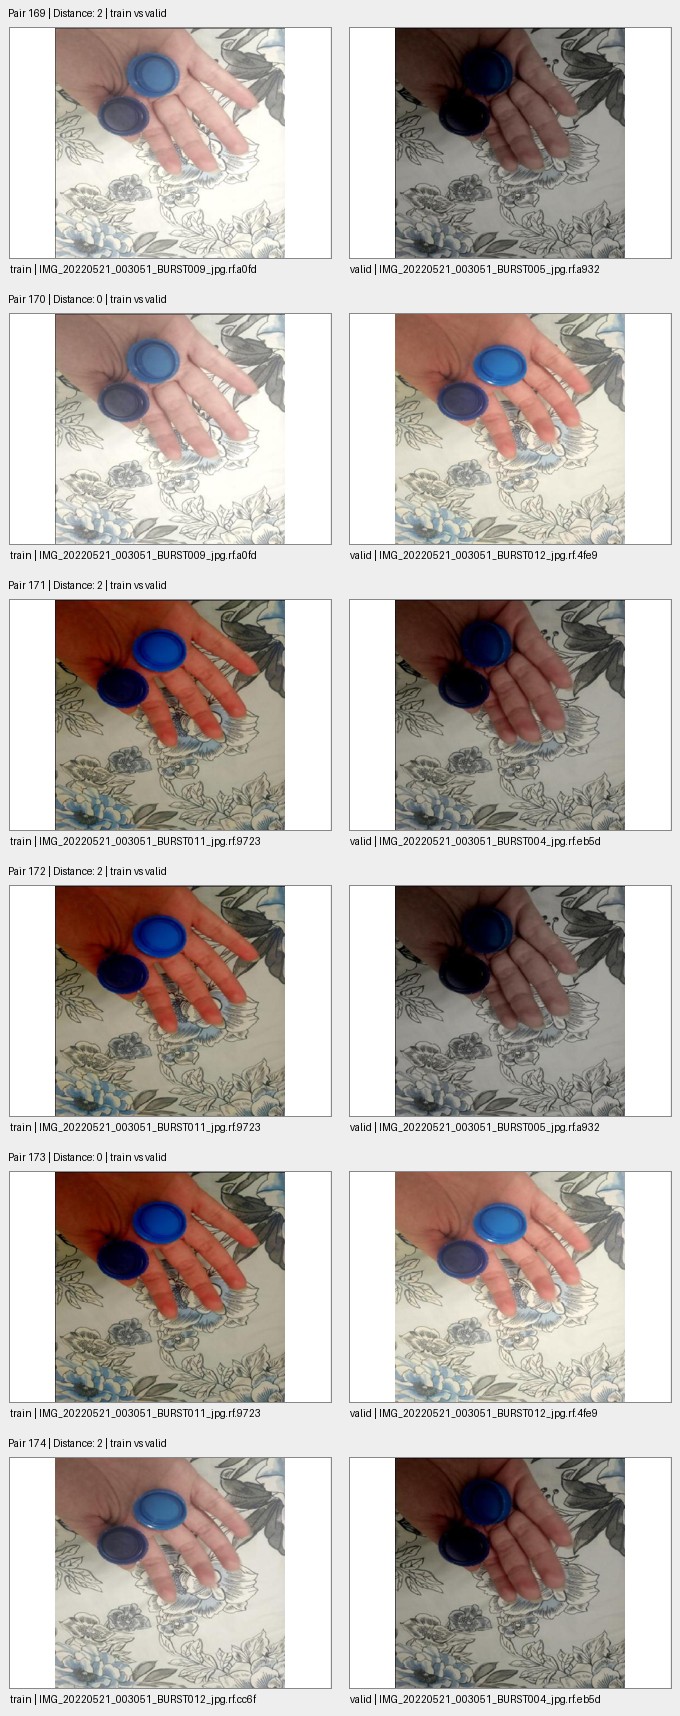 Pair 169 | Distance: 2 | train vs valid
train | IMG_20220521_003051_BURST009_jpg.rf.a0fd
valid | IMG_20220521_003051_BURST005_jpg.rf.a932
Pair 170 | Distance: 0 | train vs valid
train | IMG_20220521_003051_BURST009_jpg.rf.a0fd
valid | IMG_20220521_003051_BURST012_jpg.rf.4fe9
Pair 171 | Distance: 2 | train vs valid
train | IMG_20220521_003051_BURST011_jpg.rf.9723
valid | IMG_20220521_003051_BURST004_jpg.rf.eb5d
Pair 172 | Distance: 2 | train vs valid
train | IMG_20220521_003051_BURST011_jpg.rf.9723
valid | IMG_20220521_003051_BURST005_jpg.rf.a932
Pair 173 | Distance: 0 | train vs valid
train | IMG_20220521_003051_BURST011_jpg.rf.9723
valid | IMG_20220521_003051_BURST012_jpg.rf.4fe9
Pair 174 | Distance: 2 | train vs valid
train | IMG_20220521_003051_BURST012_jpg.rf.cc6f
valid | IMG_20220521_003051_BURST004_jpg.rf.eb5d